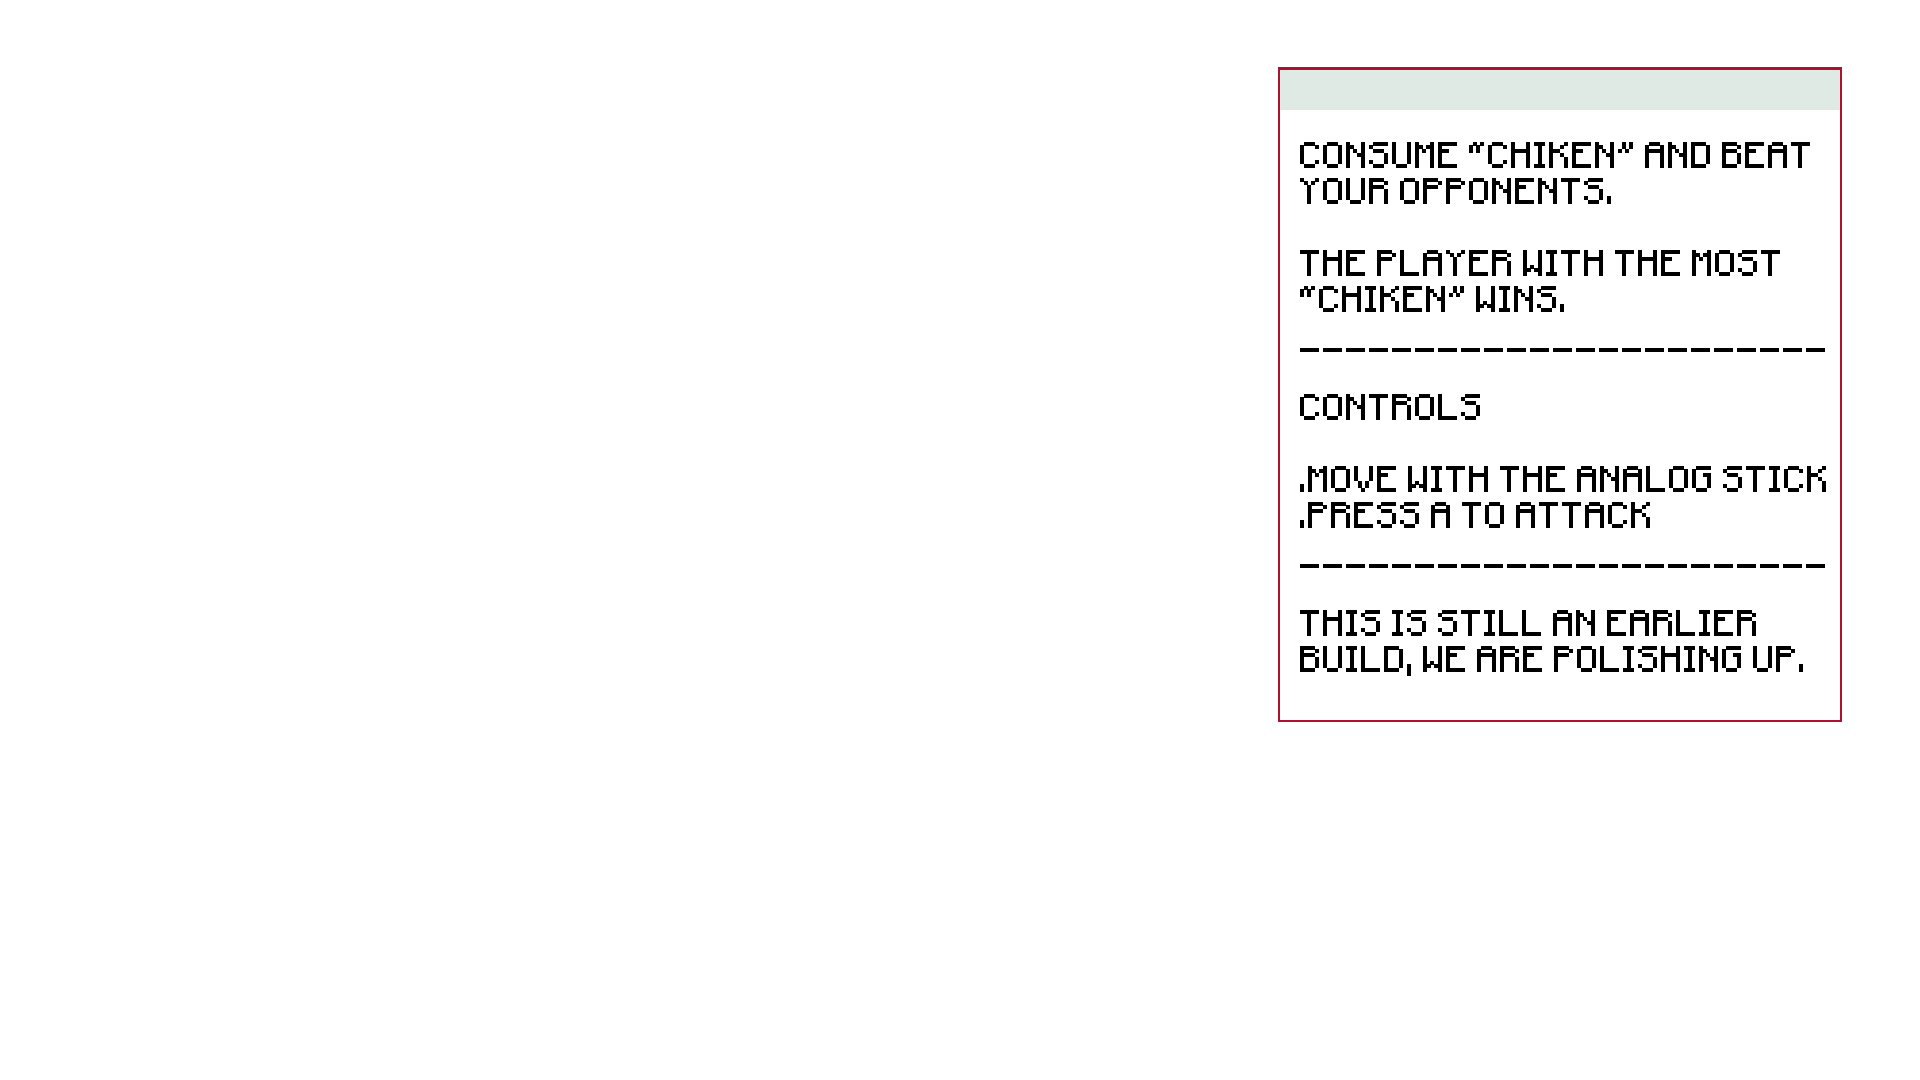 CONSUME “CHIKEN” AND BEAT
YOUR OPPONENTS.
THE PLAYER WITH THE MOST
“CHIKEN” WINS.
-----------------------
CONTROLS
.MOVE WITH THE ANALOG STICK
.PRESS A TO ATTACK
-----------------------
THIS IS STILL AN EARLIER
BUILD, WE ARE POLISHING UP.